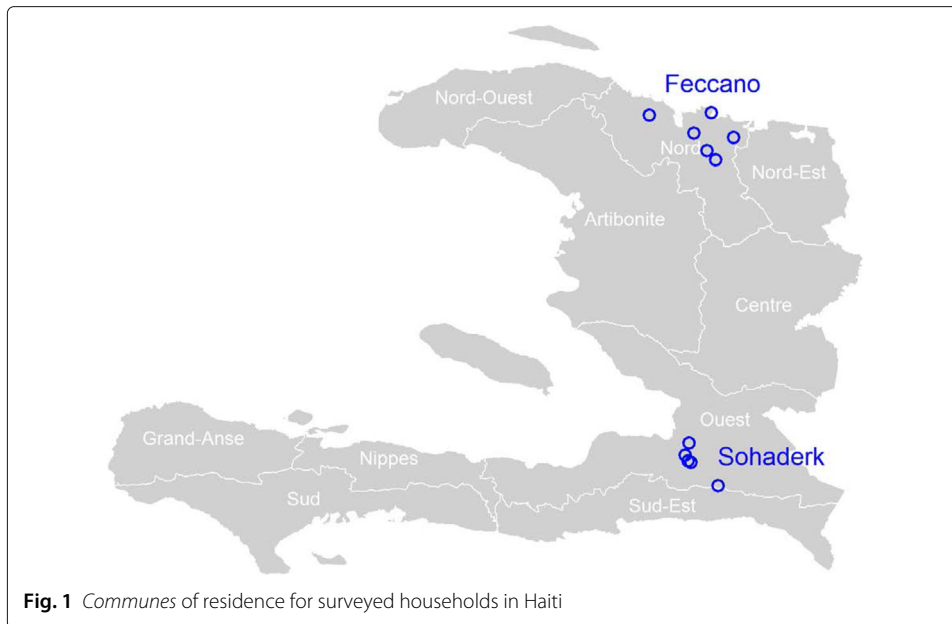 Feccano
Nord-Ouest
Nord
Nord-Est
Artibonite
Centre
Ouest
Grand-Anse
Nippes
Sohaderk
Sud
Sud-Est
Fig. 1 Communes of residence for surveyed households in Haiti